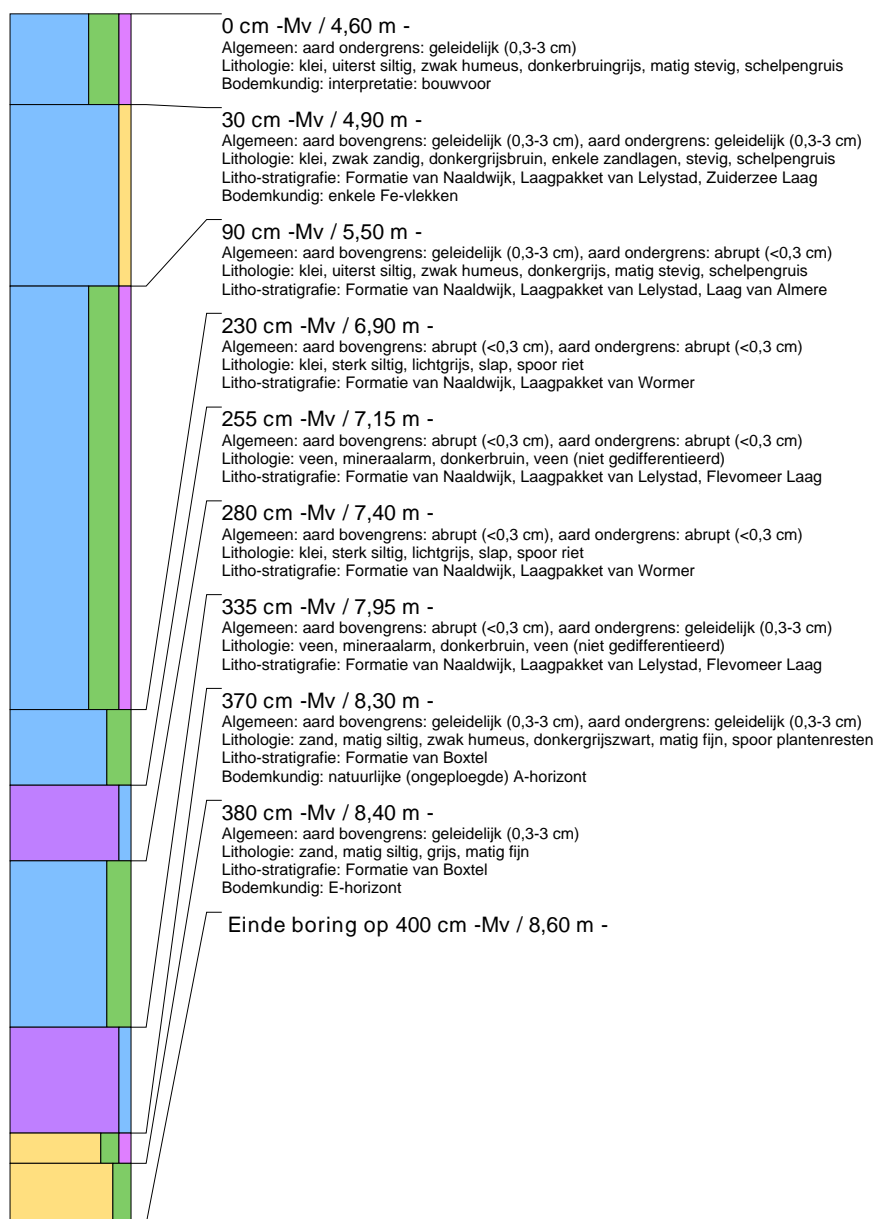 0 cm -Mv / 4,60 m -
Algemeen: aard ondergrens: geleidelijk (0,3-3 cm)
Lithologie: klei, uiterst siltig, zwak humeus, donkerbruingrijs, matig stevig, schelpengruis
Bodemkundig: interpretatie: bouwvoor
30 cm -Mv / 4,90 m -
Algemeen: aard bovengrens: geleidelijk (0,3-3 cm), aard ondergrens: geleidelijk (0,3-3 cm)
Lithologie: klei, zwak zandig, donkergrijsbruin, enkele zandlagen, stevig, schelpengruis
Litho-stratigrafie: Formatie van Naaldwijk, Laagpakket van Lelystad, Zuiderzee Laag
Bodemkundig: enkele Fe-vlekken
90 cm -Mv / 5,50 m -
Algemeen: aard bovengrens: geleidelijk (0,3-3 cm), aard ondergrens: abrupt (<0,3 cm)
Lithologie: klei, uiterst siltig, zwak humeus, donkergrijs, matig stevig, schelpengruis
Litho-stratigrafie: Formatie van Naaldwijk, Laagpakket van Lelystad, Laag van Almere
230 cm -Mv / 6,90 m -
Algemeen: aard bovengrens: abrupt (<0,3 cm), aard ondergrens: abrupt (<0,3 cm)
Lithologie: klei, sterk siltig, lichtgrijs, slap, spoor riet
Litho-stratigrafie: Formatie van Naaldwijk, Laagpakket van Wormer
255 cm -Mv / 7,15 m -
Algemeen: aard bovengrens: abrupt (<0,3 cm), aard ondergrens: abrupt (<0,3 cm)
Lithologie: veen, mineraalarm, donkerbruin, veen (niet gedifferentieerd)
Litho-stratigrafie: Formatie van Naaldwijk, Laagpakket van Lelystad, Flevomeer Laag
280 cm -Mv / 7,40 m -
Algemeen: aard bovengrens: abrupt (<0,3 cm), aard ondergrens: abrupt (<0,3 cm)
Lithologie: klei, sterk siltig, lichtgrijs, slap, spoor riet
Litho-stratigrafie: Formatie van Naaldwijk, Laagpakket van Wormer
335 cm -Mv / 7,95 m -
Algemeen: aard bovengrens: abrupt (<0,3 cm), aard ondergrens: geleidelijk (0,3-3 cm)
Lithologie: veen, mineraalarm, donkerbruin, veen (niet gedifferentieerd)
Litho-stratigrafie: Formatie van Naaldwijk, Laagpakket van Lelystad, Flevomeer Laag
370 cm -Mv / 8,30 m -
Algemeen: aard bovengrens: geleidelijk (0,3-3 cm), aard ondergrens: geleidelijk (0,3-3 cm)
Lithologie: zand, matig siltig, zwak humeus, donkergrijszwart, matig fijn, spoor plantenresten
Litho-stratigrafie: Formatie van Boxtel
Bodemkundig: natuurlijke (ongeploegde) A-horizont
380 cm -Mv / 8,40 m -
Algemeen: aard bovengrens: geleidelijk (0,3-3 cm)
Lithologie: zand, matig siltig, grijs, matig fijn
Litho-stratigrafie: Formatie van Boxtel
Bodemkundig: E-horizont
Einde boring op 400 cm -Mv / 8,60 m -